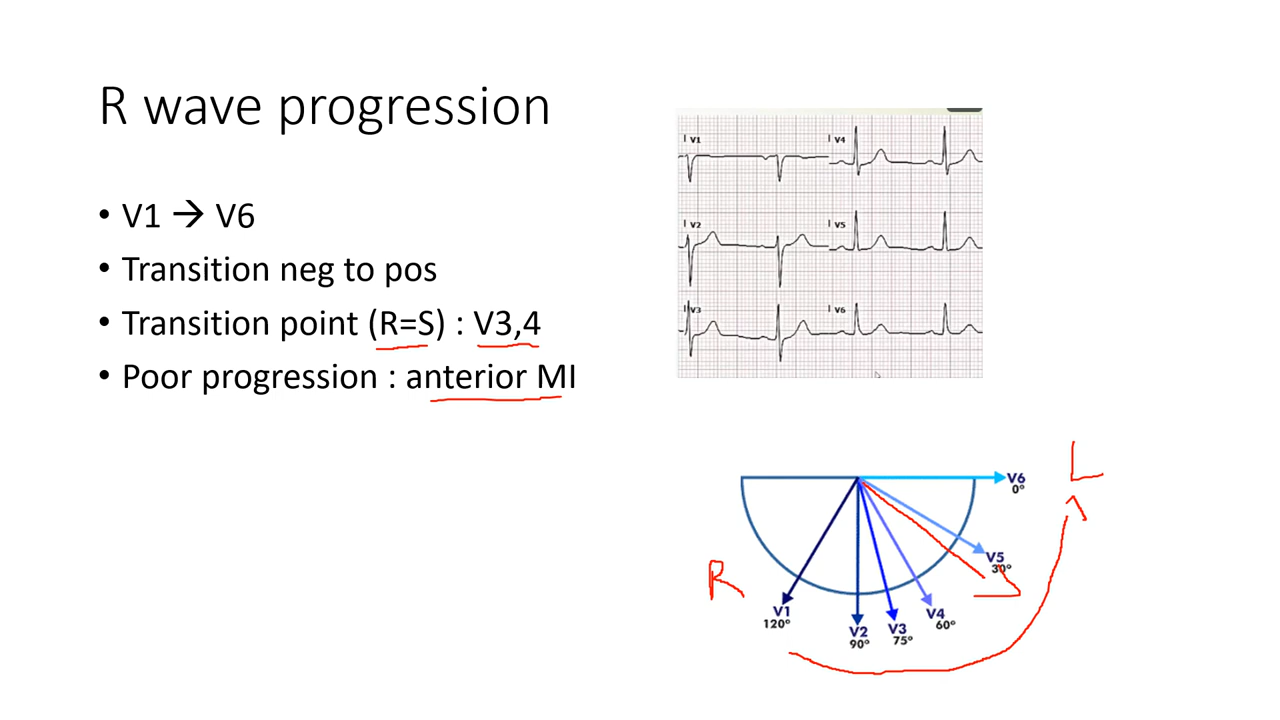 R wave progression
• V1 → V6
• Transition neg to pos
• Transition point (R=S) : V3,4
• Poor progression : anterior MI
V1
V4
V2
V5
V3
V6
L
V6
0°
V5
30°
R
V1
120°
V2
90°
V3
75°
V4
60°